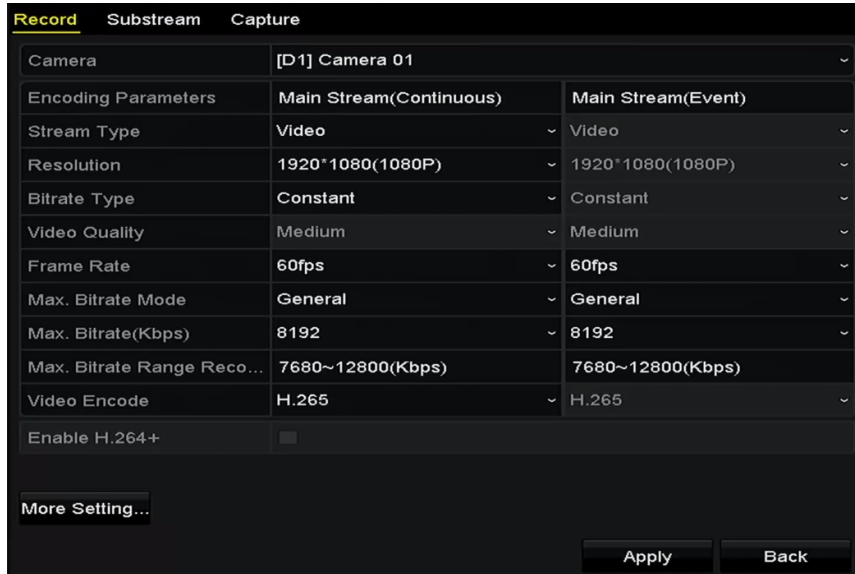 Record Substream Capture
Camera [D1] Camera 01
Encoding Parameters Main Stream(Continuous) Main Stream(Event)
Stream Type Video Video
Resolution 1920*1080(1080P) 1920*1080(1080P)
Bitrate Type Constant Constant
Video Quality Medium Medium
Frame Rate 60fps 60fps
Max. Bitrate Mode General General
Max. Bitrate(Kbps) 8192 8192
Max. Bitrate Range Reco... 7680~12800(Kbps) 7680~12800(Kbps)
Video Encode H.265 H.265
Enable H.264+
More Setting...
Apply Back